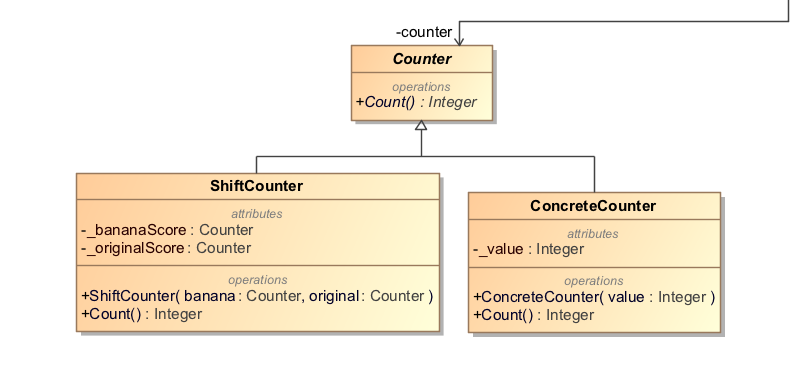 -counter
Counter
operations
+Count() : Integer
ShiftCounter
attributes
-_bananaScore : Counter
-_originalScore : Counter
operations
+ShiftCounter( banana : Counter, original : Counter )
+Count() : Integer
ConcreteCounter
attributes
-_value : Integer
operations
+ConcreteCounter( value : Integer )
+Count() : Integer